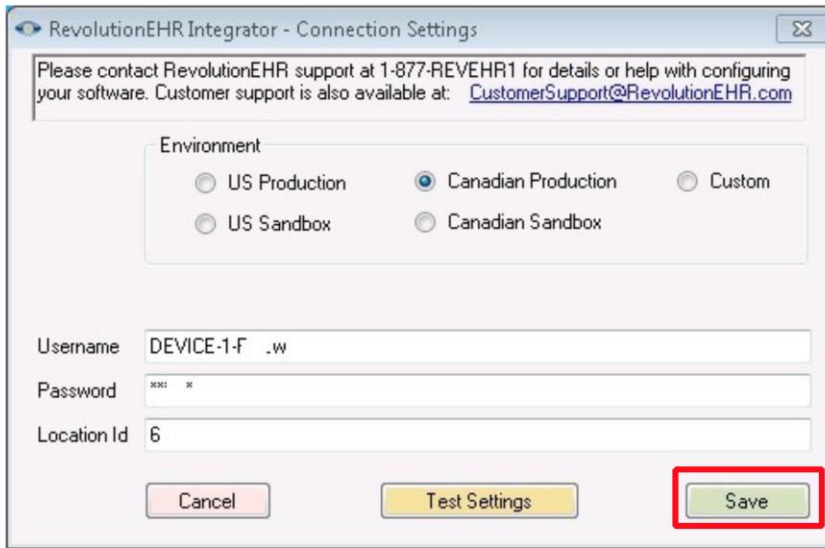 RevolutionEHR Integrator - Connection Settings
Please contact RevolutionEHR support at 1-877-REVEHR1 for details or help with configuring
your software. Customer support is also available at: CustomerSupport@RevolutionEHR.com
Environment
US Production Canadian Production Custom
US Sandbox Canadian Sandbox
Username DEVICE-1-F .w
Password
Location Id 6
Cancel Test Settings Save